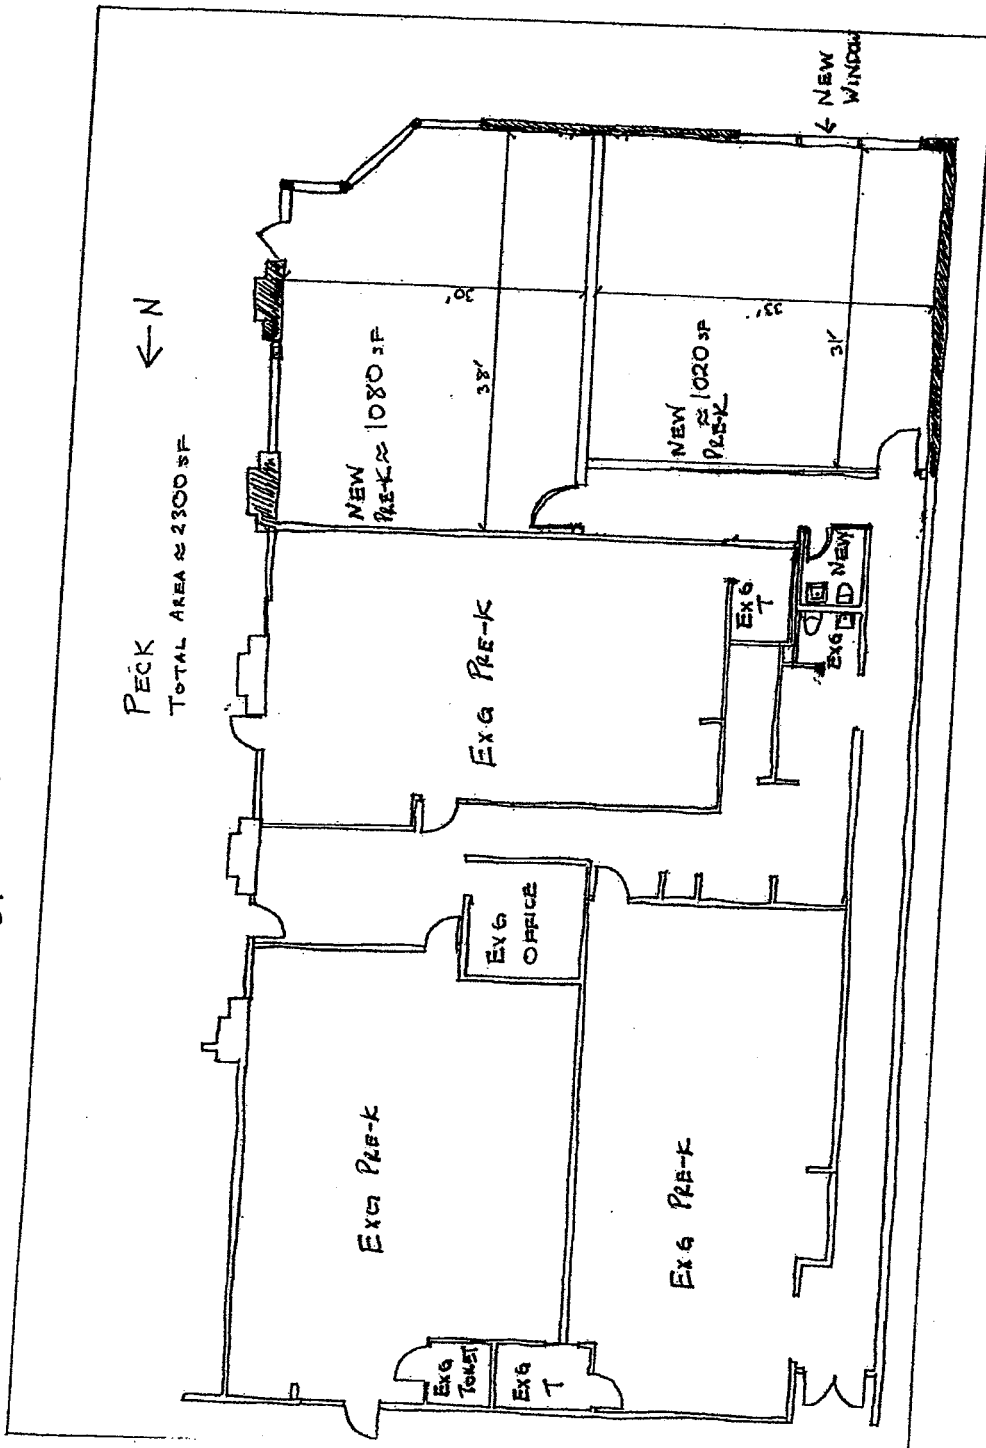 PECK
TOTAL AREA ≈ 2300 SF
N
EXG PRE-K
EXG
TOILET
EXG
T
EXG PRE-K
EXG
OFFICE
EXG PRE-K
EXG
T
EXG
NEW
NEW
PRE-K ≈ 1080 SF
30'
38'
NEW
≈ 1020 SF
PRE-K
33'
31'
NEW
WINDOW